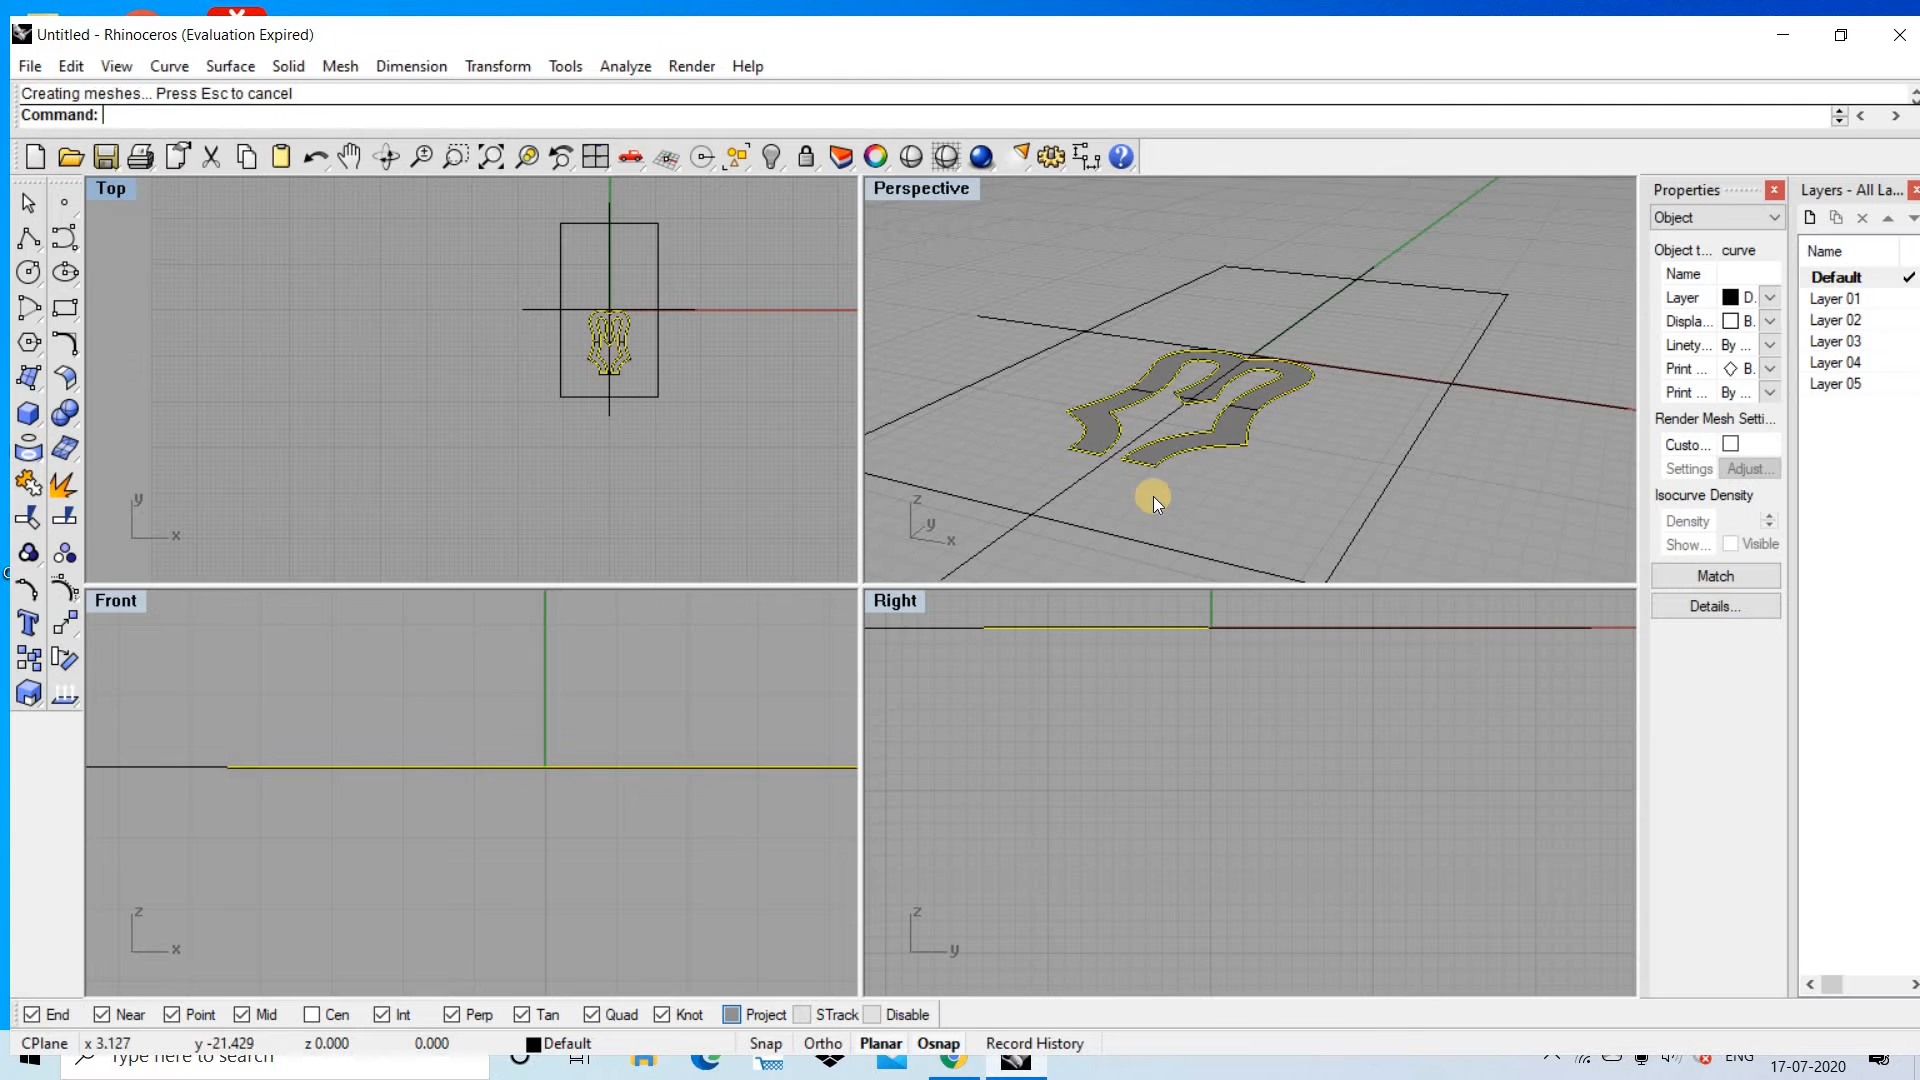 Untitled - Rhinoceros (Evaluation Expired)
File Edit View Curve Surface Solid Mesh Dimension Transform Tools Analyze Render Help
Creating meshes... Press Esc to cancel
Command:
Top
Perspective
Properties
Layers - All La...
Object
Object t... curve
Name
Name
Default
Layer D.
Layer 01
Displa... B.
Layer 02
Linety... By ...
Layer 03
Print ... B.
Layer 04
Print ... By ...
Layer 05
Render Mesh Setti...
Custo...
Settings Adjust...
Isocurve Density
Density
Show... Visible
Match
Details...
y
x
z
y
x
Front
Right
z
x
z
y
End Near Point Mid Cen Int Perp Tan Quad Knot Project STrack Disable
CPlane x 3.127 y -21.429 z 0.000 0.000 Default Snap Ortho Planar Osnap Record History
Type here to search
ENG
17-07-2020